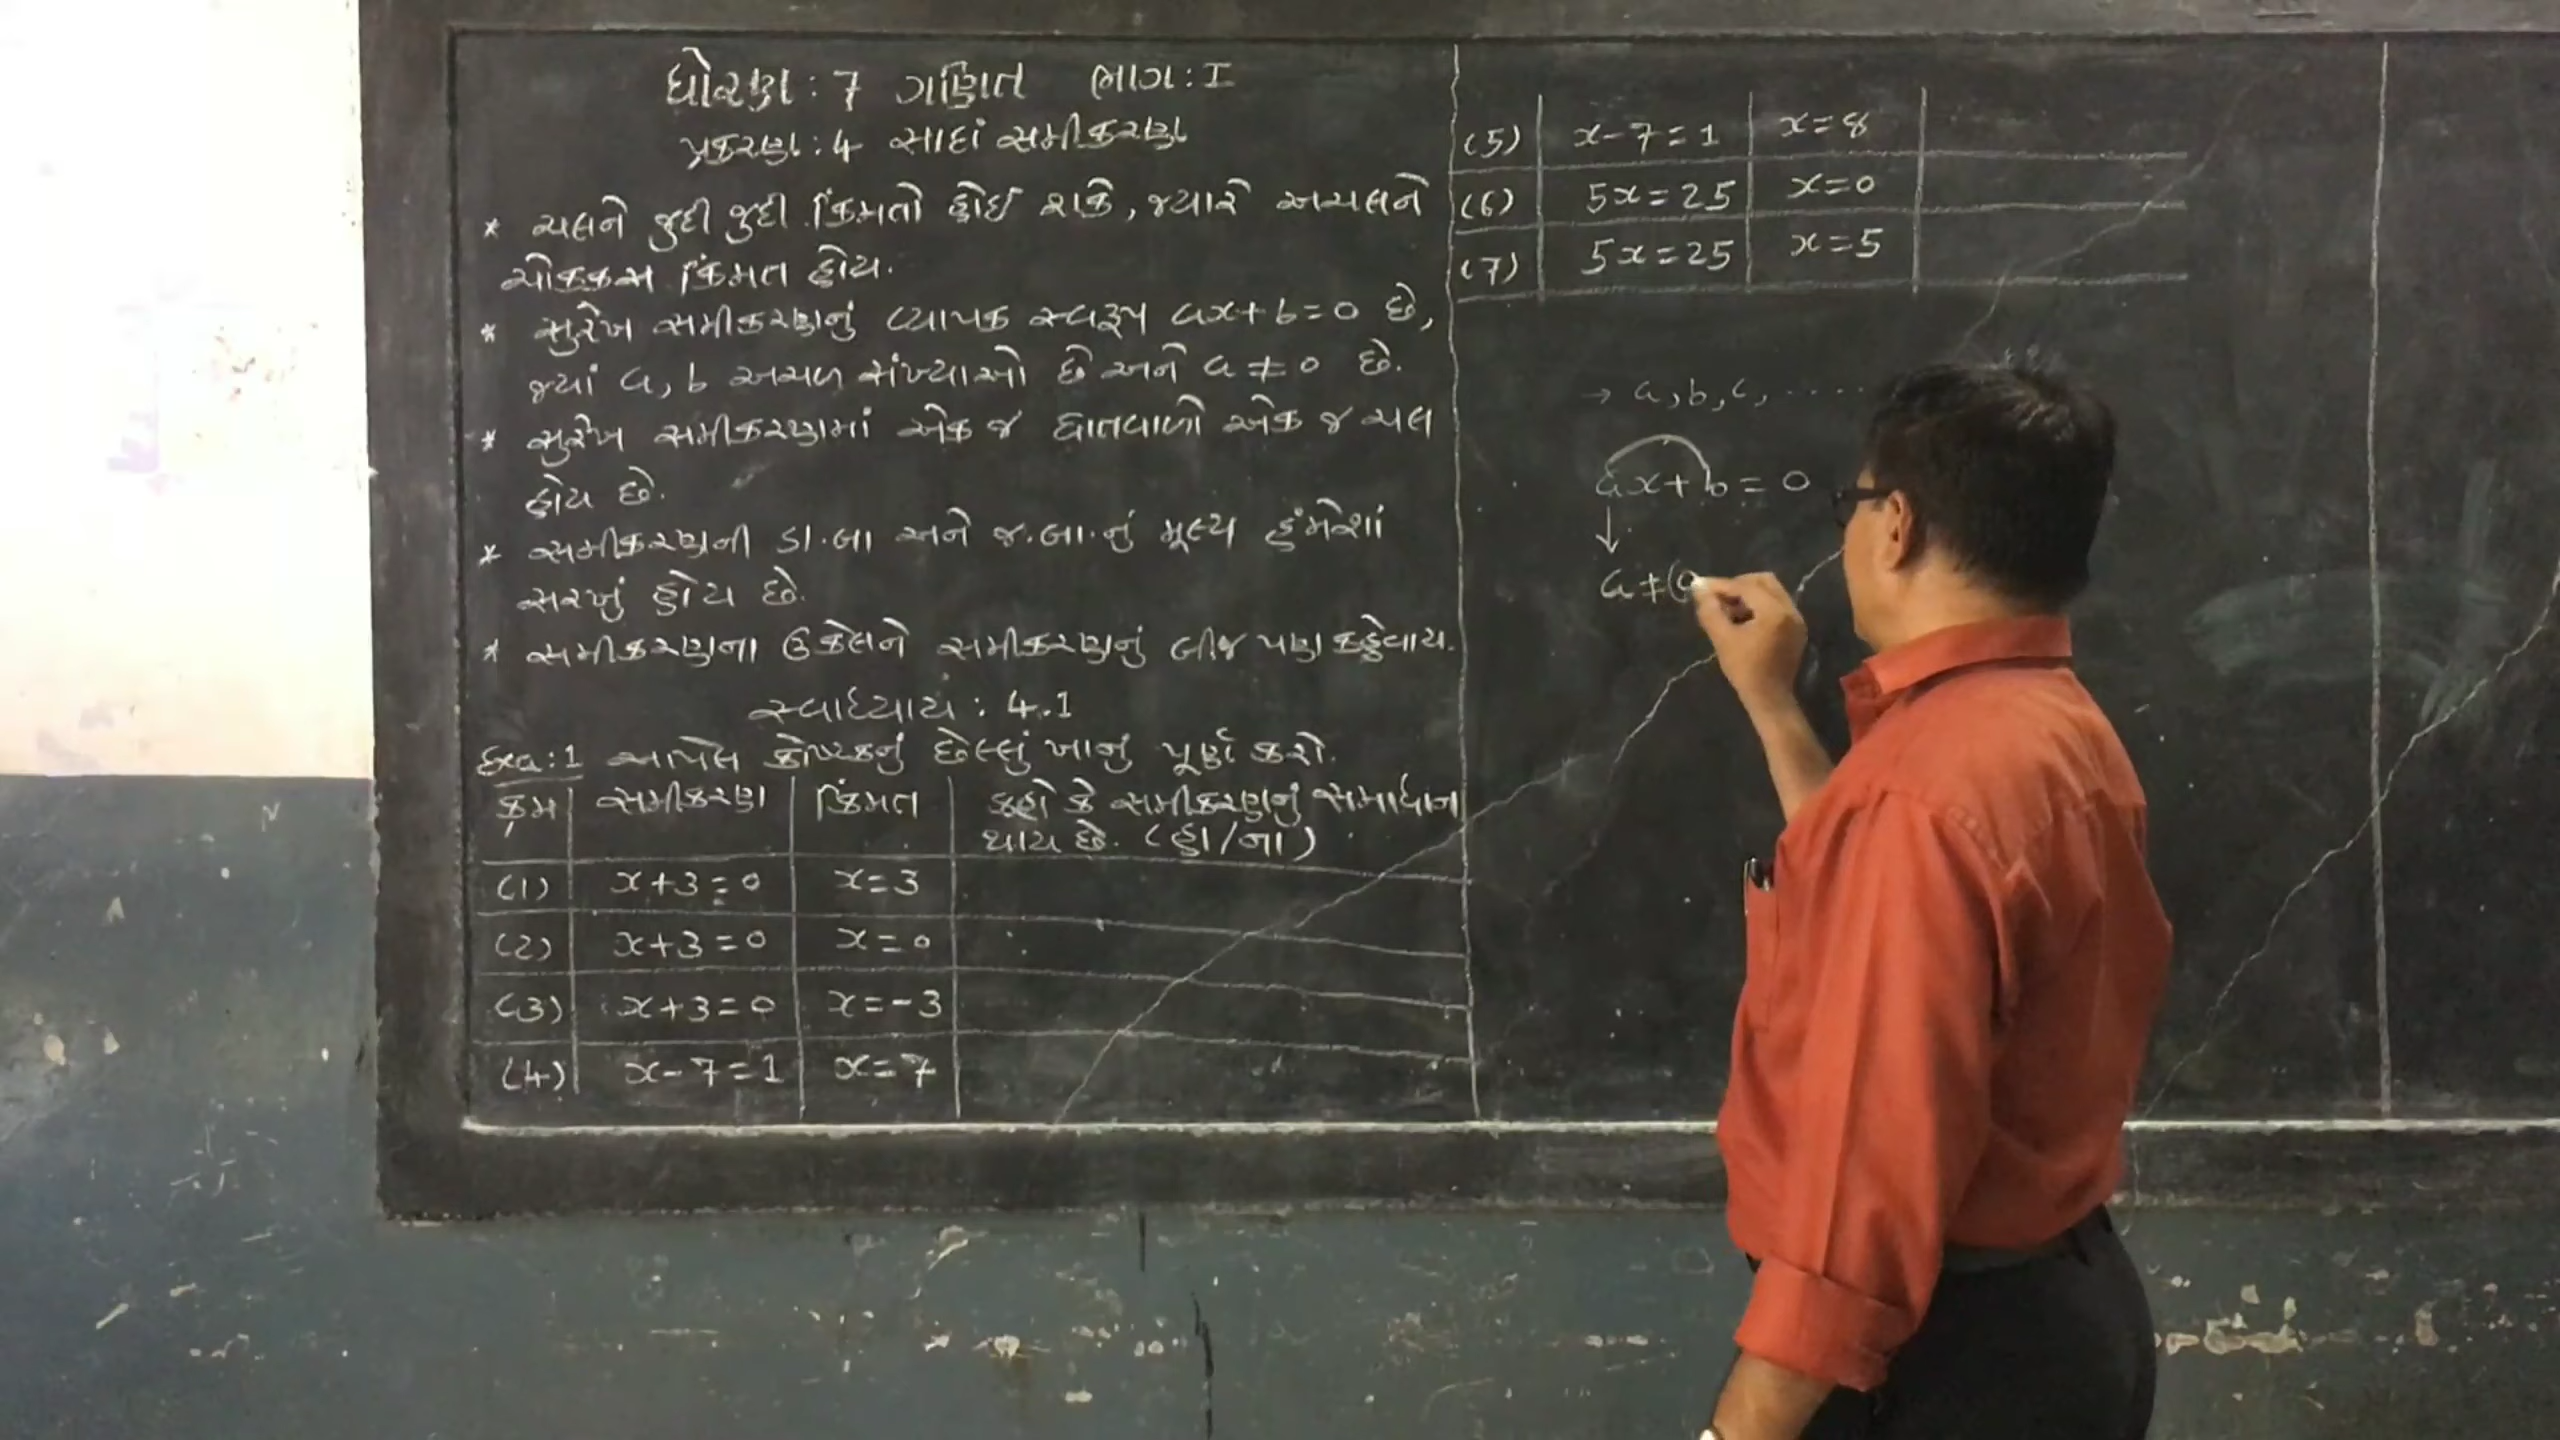 ધોરણ : 7 ગણિત ભાગ : I
પ્રકરણ : 4 સાદાં સમીકરણ
* ચલને જુદી જુદી કિંમતો હોઈ શકે, જ્યારે અચલને
ચોક્કસ કિંમત હોય.
* સુરેખ સમીકરણનું વ્યાપક સ્વરૂપ ax+b=0 છે,
જ્યાં a, b અચળ સંખ્યાઓ છે અને a ≠ 0 છે.
* સુરેખ સમીકરણમાં એક જ ઘાતવાળો એક જ ચલ
હોય છે.
* સમીકરણની ડા.બા અને જ.બા.નું મૂલ્ય હંમેશાં
સરખું હોય છે.
* સમીકરણના ઉકેલને સમીકરણનું બીજ પણ કહેવાય.
સ્વાધ્યાય : 4.1
Exa:1 આપેલ કોષ્ટકનું છેલ્લું ખાનું પૂર્ણ કરો.
ક્રમ સમીકરણ કિંમત કહો કે સમીકરણનું સમાધાન
થાય છે. (હા/ના)
(1) x+3=0 x=3
(2) x+3=0 x=0
(3) x+3=0 x=-3
(4) x-7=1 x=7
(5) x-7=1 x=8
(6) 5x=25 x=0
(7) 5x=25 x=5
→ a, b, c, .....
ax+b=0
↓
a≠0